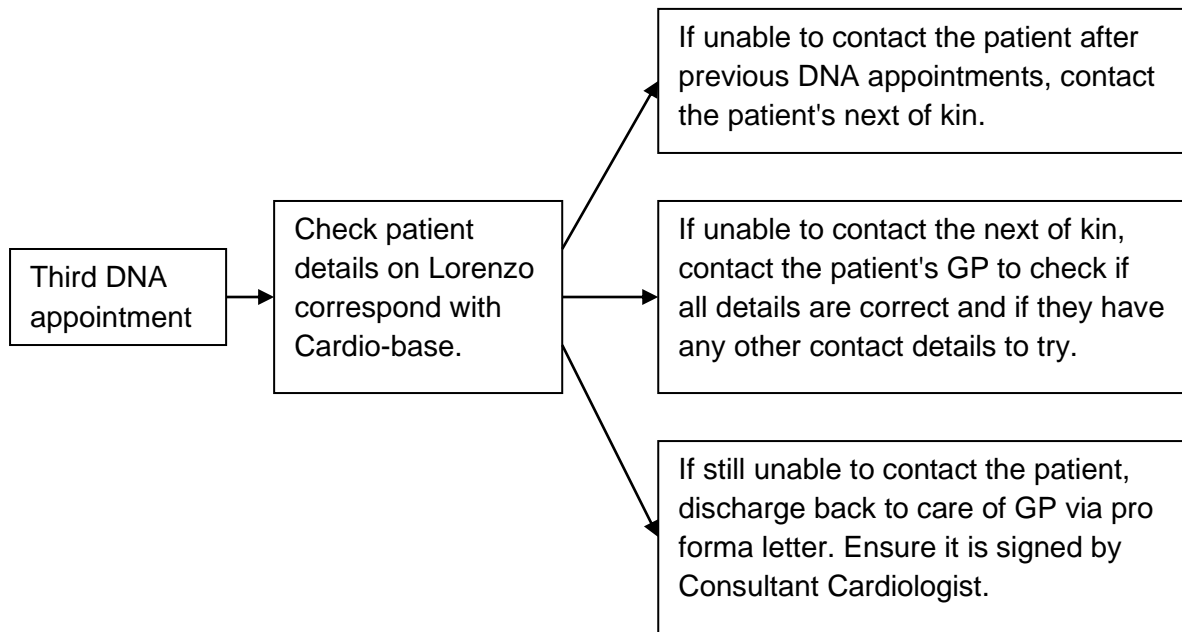 Third DNA
appointment
Check patient
details on Lorenzo
correspond with
Cardio-base.
If unable to contact the patient after
previous DNA appointments, contact
the patient's next of kin.
If unable to contact the next of kin,
contact the patient's GP to check if
all details are correct and if they have
any other contact details to try.
If still unable to contact the patient,
discharge back to care of GP via pro
forma letter. Ensure it is signed by
Consultant Cardiologist.